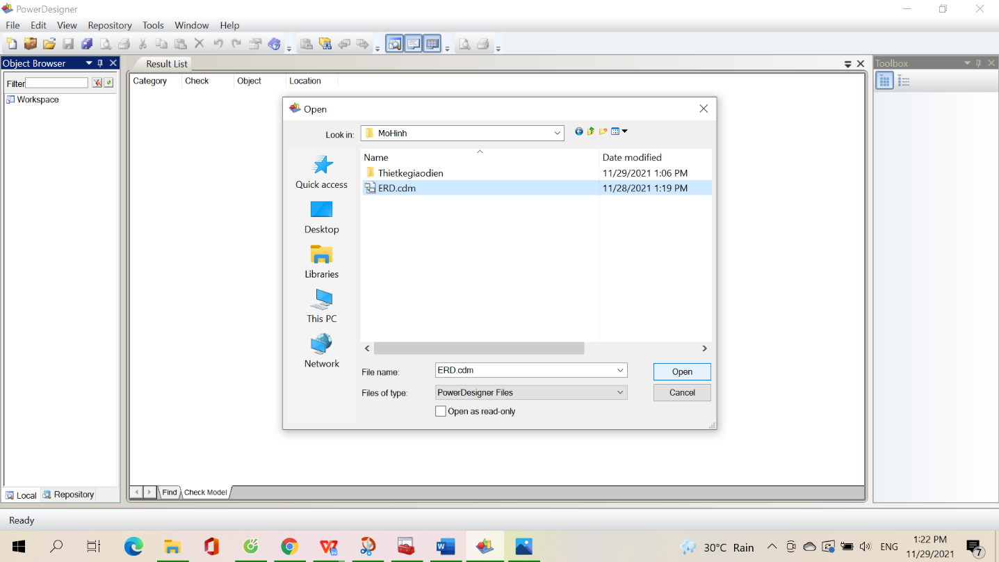 PowerDesigner
File Edit View Repository Tools Window Help
Object Browser
Result List
Toolbox
Filter
Category Check Object Location
Workspace
Open
Look in: MoHinh
Name Date modified
Thietkegiaodien 11/29/2021 1:06 PM
ERD.cdm 11/28/2021 1:19 PM
Quick access
Desktop
Libraries
This PC
Network
File name: ERD.cdm Open
Files of type: PowerDesigner Files Cancel
Open as read-only
Local Repository
Find Check Model
Ready
30°C Rain
ENG
1:22 PM
11/29/2021
7